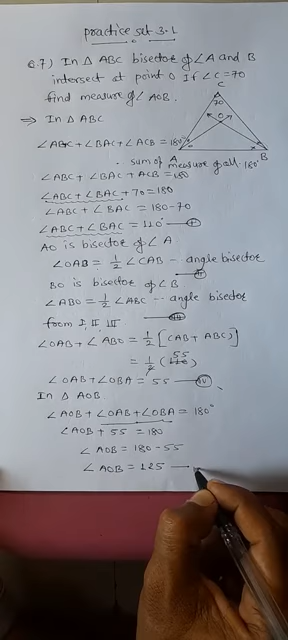 practice set 3.1
Q.7) In △ ABC bisector of ∠A and B
intersect at point O If ∠C=70
find measure of ∠AOB.
C
70
O
A
B
⇒ In △ ABC
∠ABC + ∠BAC + ∠ACB = 180°
sum of measure of all 180°
∠ABC + ∠BAC + ACB = 180
∠ABC + ∠BAC + 70 = 180
∠ABC + ∠BAC = 180 - 70
∠ABC + ∠BAC = 110° - I
AO is bisector of ∠A
∠OAB = 1/2 ∠CAB - angle bisector
II
BO is bisector of ∠B
∠ABO = 1/2 ∠ABC - angle bisector
III
from I, II III
∠OAB + ∠ABO = 1/2 [CAB + ABC]
= 1/2 (110) 55
∠OAB + ∠OBA = 55 - IV
In △ AOB
∠AOB + ∠OAB + ∠OBA = 180°
∠AOB + 55 = 180
∠AOB = 180 - 55
∠AOB = 125